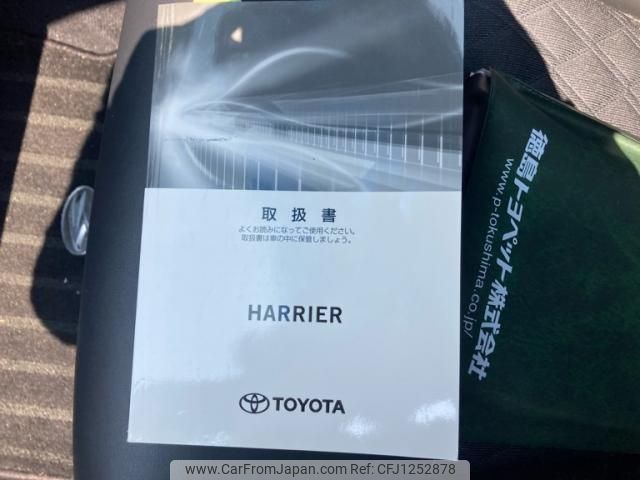 取扱書
よくお読みになってご使用ください。
取扱書は車の中に保管しましょう。
HARRIER
TOYOTA
徳島トヨペット株式会社
www.p-tokushima.co.jp/
www.CarFromJapan.com CFJ1252878